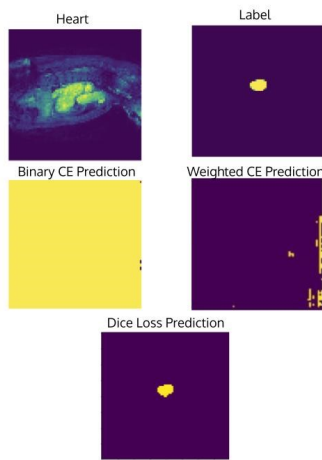 Heart
Label
Binary CE Prediction
Weighted CE Prediction
Dice Loss Prediction